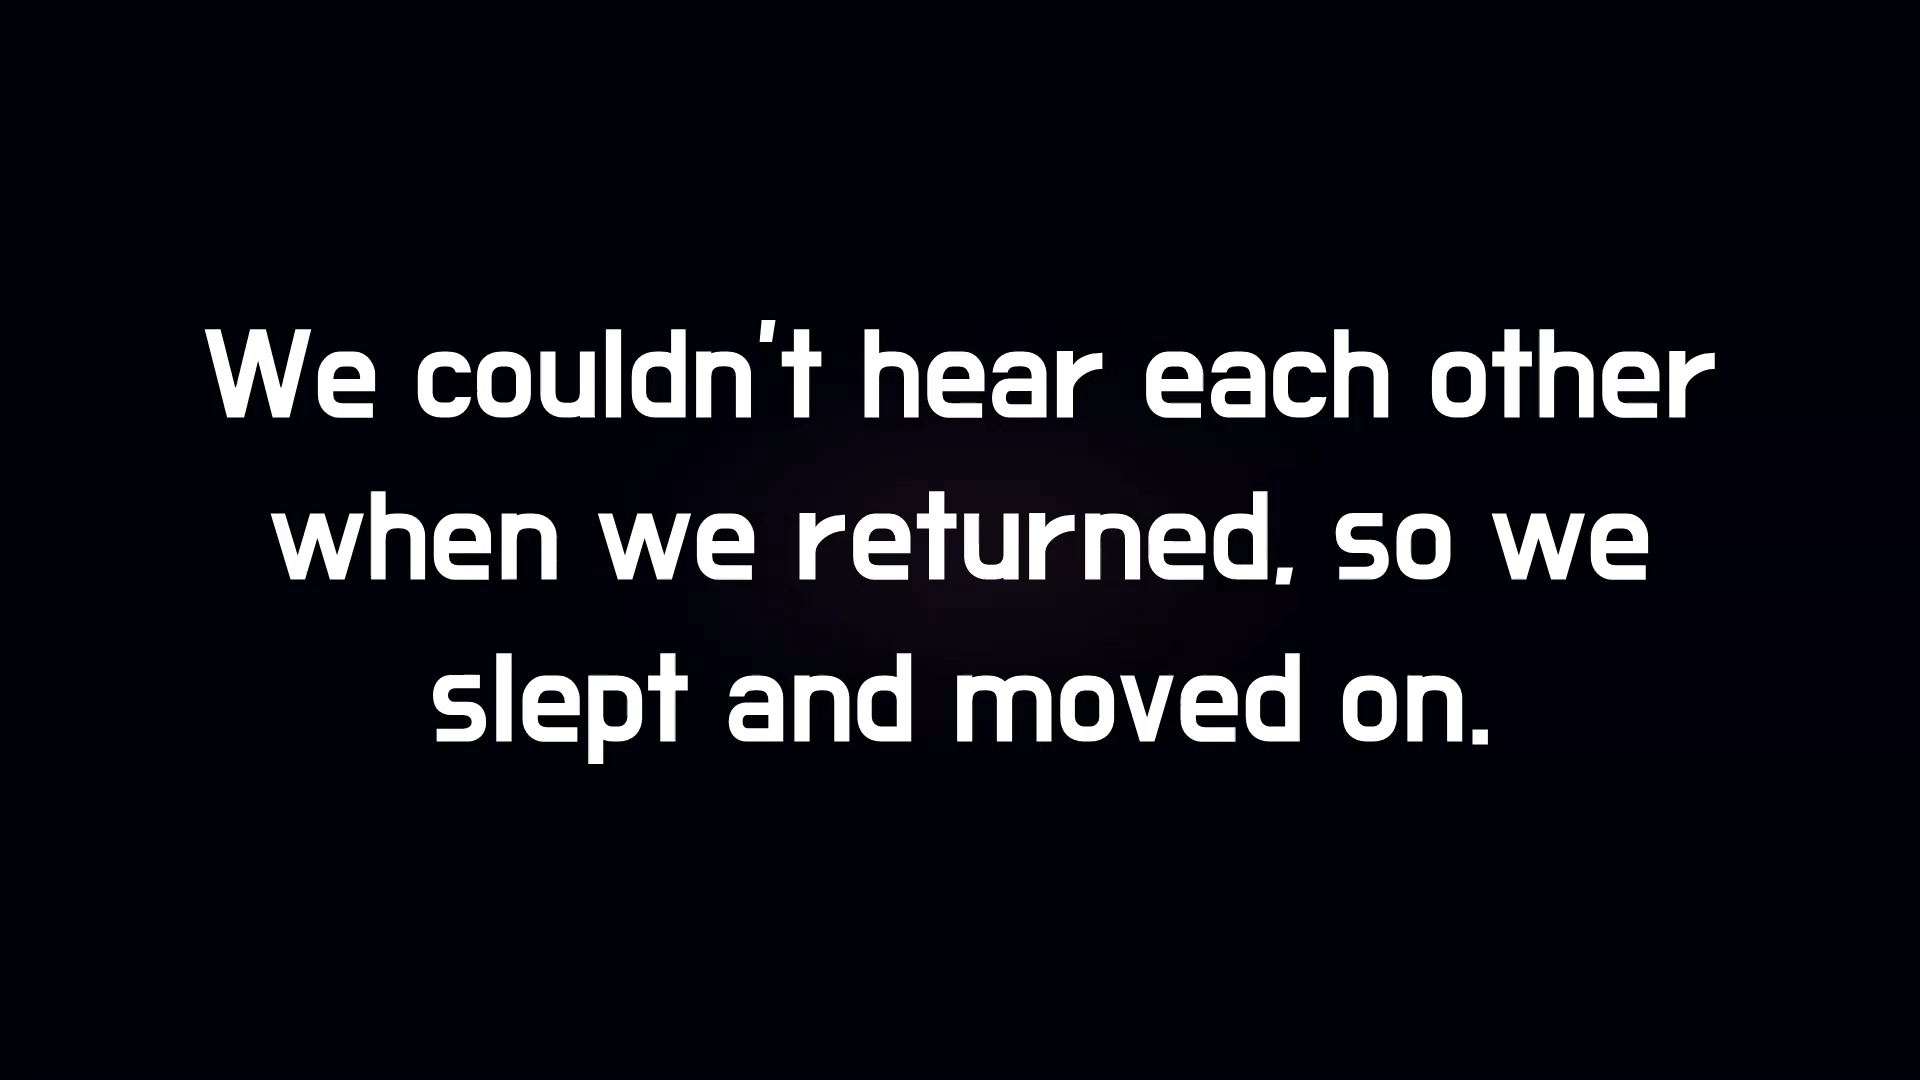 We couldn't hear each other
when we returned, so we
slept and moved on.